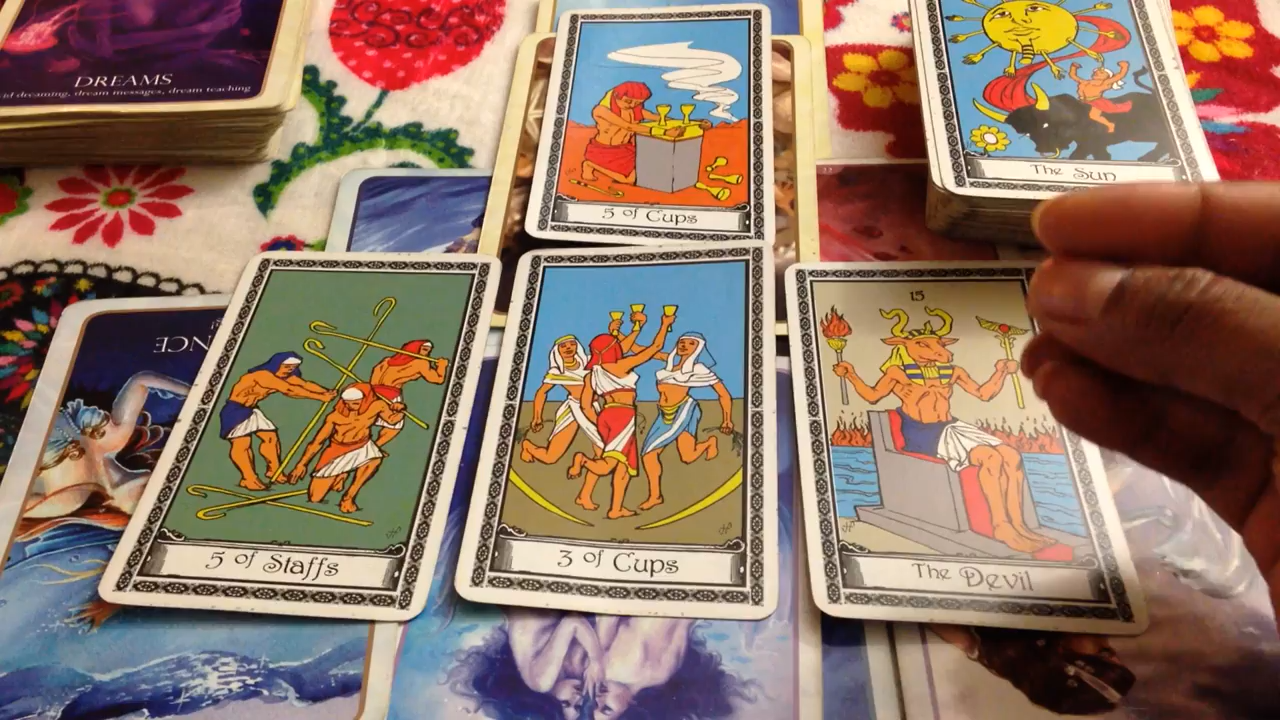 DREAMS
id dreaming, dream messages, dream teaching
5 of Cups
The Sun
NCE
5 of Staffs
3 of Cups
15
The Devil